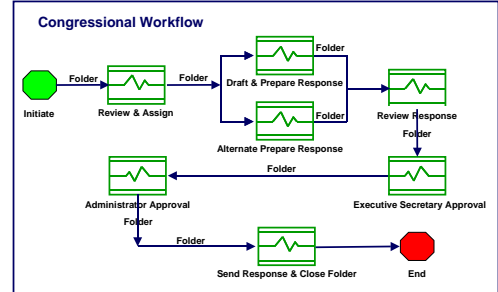 Congressional Workflow
Folder
Draft & Prepare Response
Folder
Folder
Initiate
Review & Assign
Folder
Alternate Prepare Response
Review Response
Folder
Folder
Administrator Approval
Executive Secretary Approval
Folder
Folder
Send Response & Close Folder
End